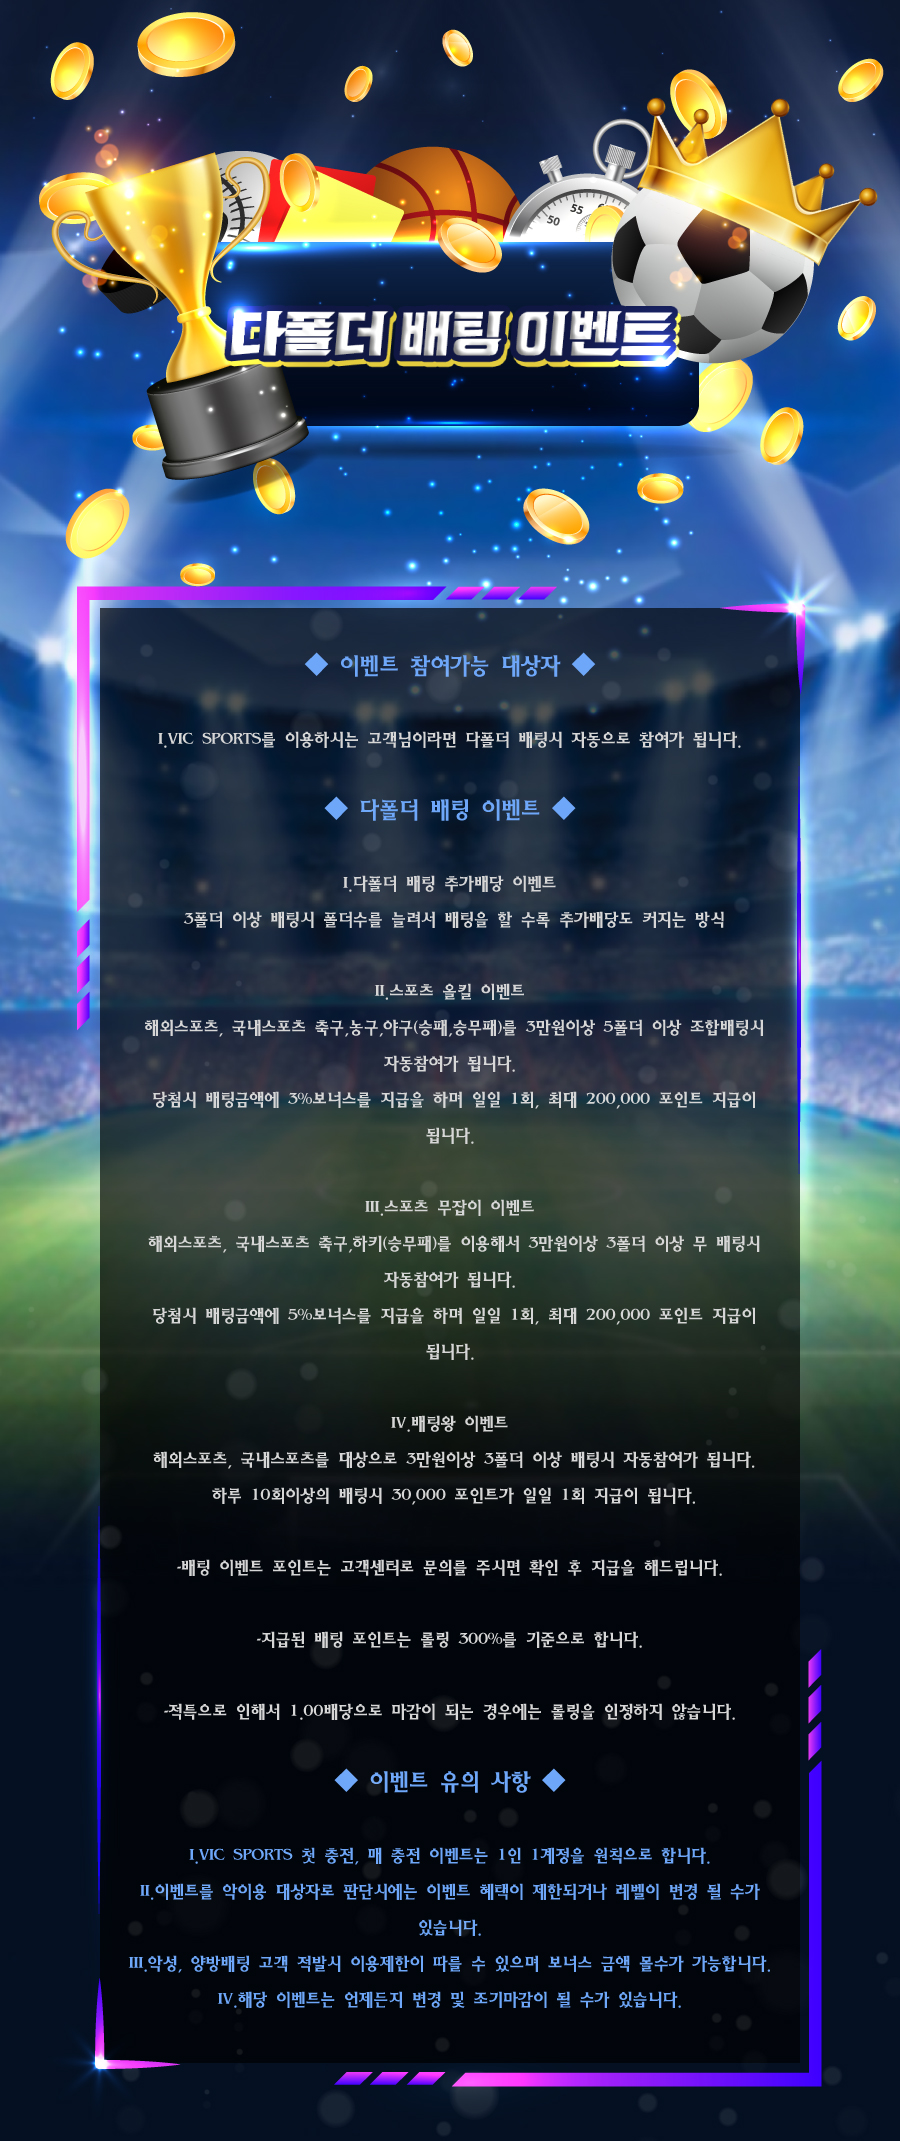 55
50
다폴더 배팅 이벤트
◆ 이벤트 참여가능 대상자 ◆
I.VIC SPORTS를 이용하시는 고객님이라면 다폴더 배팅시 자동으로 참여가 됩니다.
◆ 다폴더 배팅 이벤트 ◆
I.다폴더 배팅 추가배당 이벤트
3폴더 이상 배팅시 폴더수를 늘려서 배팅을 할 수록 추가배당도 커지는 방식
II.스포츠 올킬 이벤트
해외스포츠, 국내스포츠 축구,농구,야구(승패,승무패)를 3만원이상 5폴더 이상 조합배팅시
자동참여가 됩니다.
당첨시 배팅금액에 3%보너스를 지급을 하며 일일 1회, 최대 200,000 포인트 지급이
됩니다.
III.스포츠 무잡이 이벤트
해외스포츠, 국내스포츠 축구,하키(승무패)를 이용해서 3만원이상 3폴더 이상 무 배팅시
자동참여가 됩니다.
당첨시 배팅금액에 5%보너스를 지급을 하며 일일 1회, 최대 200,000 포인트 지급이
됩니다.
IV.배팅왕 이벤트
해외스포츠, 국내스포츠를 대상으로 3만원이상 3폴더 이상 배팅시 자동참여가 됩니다.
하루 10회이상의 배팅시 30,000 포인트가 일일 1회 지급이 됩니다.
-배팅 이벤트 포인트는 고객센터로 문의를 주시면 확인 후 지급을 해드립니다.
-지급된 배팅 포인트는 롤링 300%를 기준으로 합니다.
-적특으로 인해서 1.00배당으로 마감이 되는 경우에는 롤링을 인정하지 않습니다.
◆ 이벤트 유의 사항 ◆
I.VIC SPORTS 첫 충전, 매 충전 이벤트는 1인 1계정을 원칙으로 합니다.
II.이벤트를 악이용 대상자로 판단시에는 이벤트 혜택이 제한되거나 레벨이 변경 될 수가
있습니다.
III.악성, 양방배팅 고객 적발시 이용제한이 따를 수 있으며 보너스 금액 몰수가 가능합니다.
IV.해당 이벤트는 언제든지 변경 및 조기마감이 될 수가 있습니다.